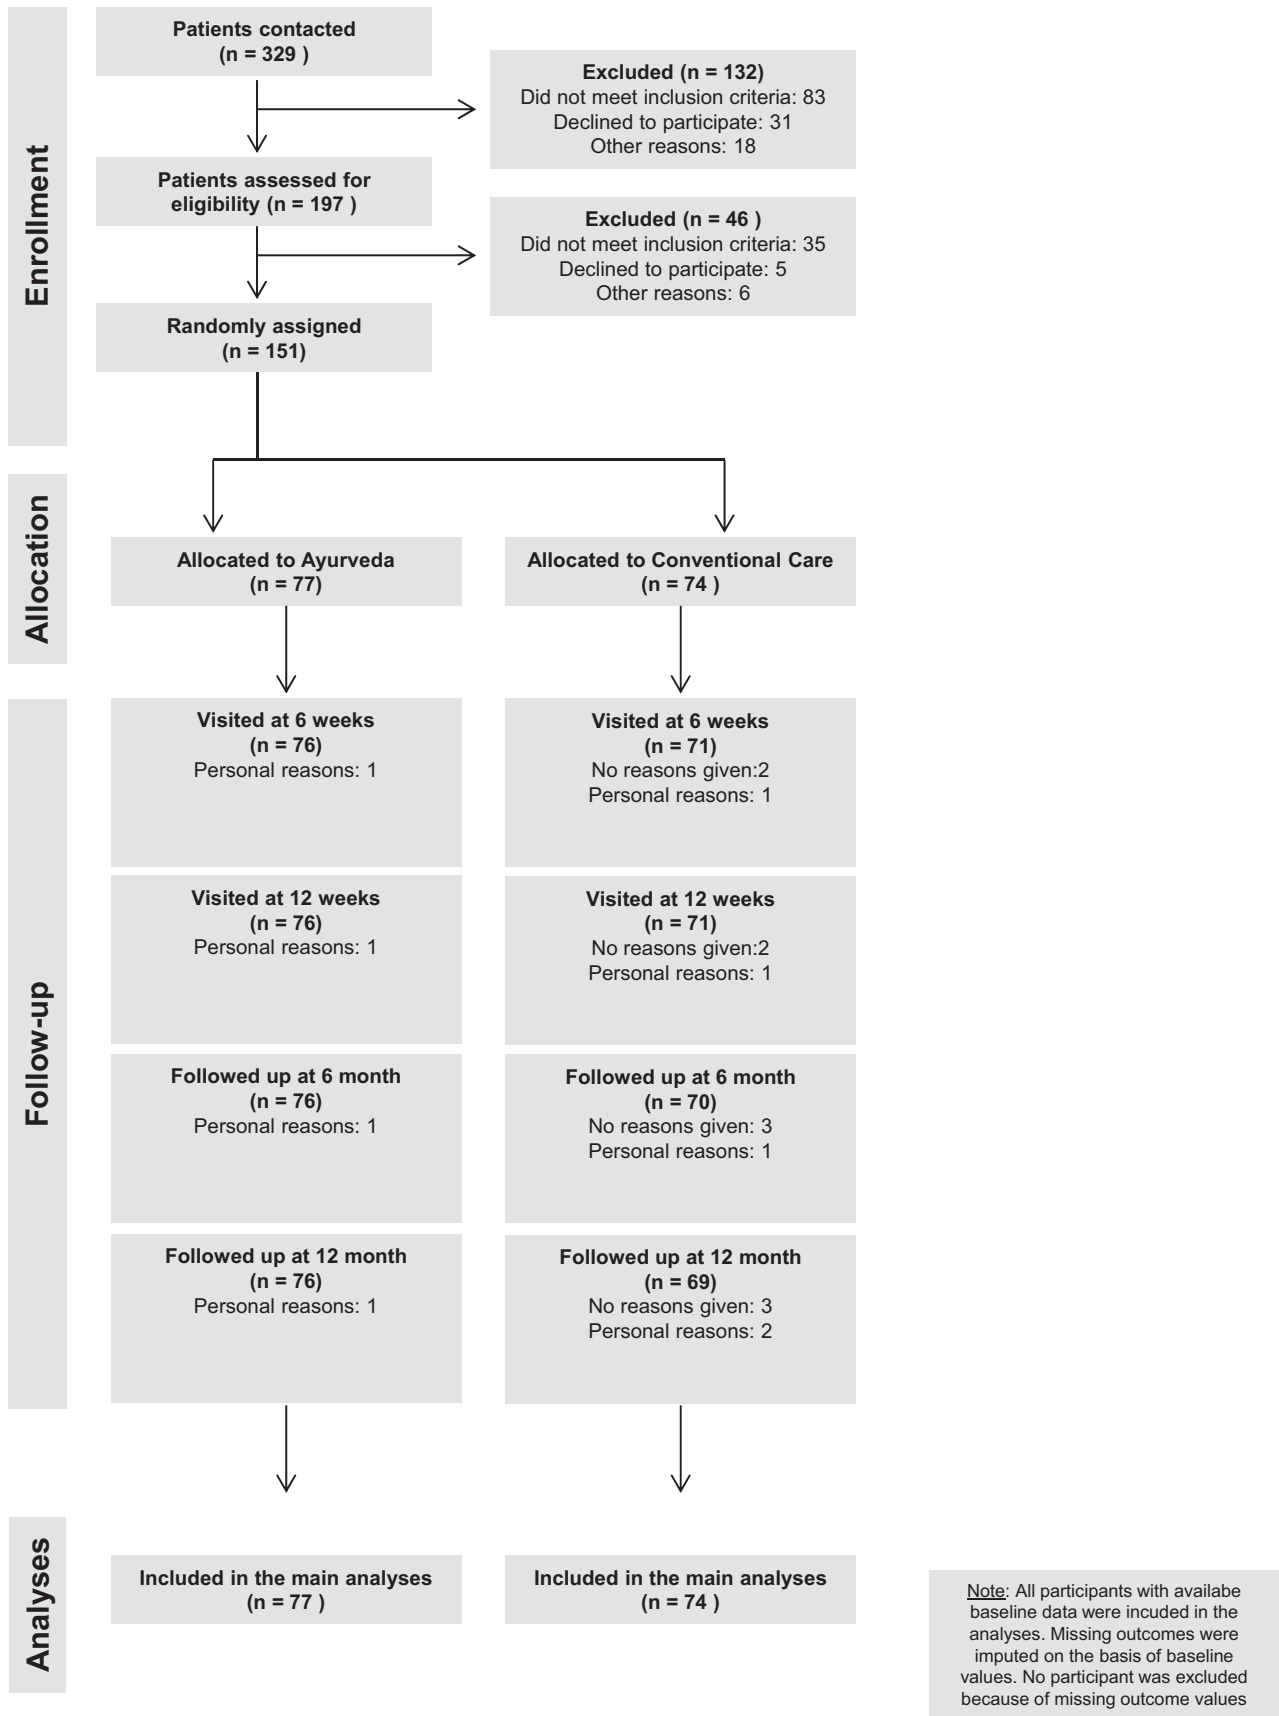 Enrollment
Patients contacted
(n = 329 )
Excluded (n = 132)
Did not meet inclusion criteria: 83
Declined to participate: 31
Other reasons: 18
Patients assessed for
eligibility (n = 197 )
Excluded (n = 46 )
Did not meet inclusion criteria: 35
Declined to participate: 5
Other reasons: 6
Randomly assigned
(n = 151)
Allocation
Allocated to Ayurveda
(n = 77)
Allocated to Conventional Care
(n = 74 )
Follow-up
Visited at 6 weeks
(n = 76)
Personal reasons: 1
Visited at 6 weeks
(n = 71)
No reasons given:2
Personal reasons: 1
Visited at 12 weeks
(n = 76)
Personal reasons: 1
Visited at 12 weeks
(n = 71)
No reasons given:2
Personal reasons: 1
Followed up at 6 month
(n = 76)
Personal reasons: 1
Followed up at 6 month
(n = 70)
No reasons given: 3
Personal reasons: 1
Followed up at 12 month
(n = 76)
Personal reasons: 1
Followed up at 12 month
(n = 69)
No reasons given: 3
Personal reasons: 2
Analyses
Included in the main analyses
(n = 77 )
Included in the main analyses
(n = 74 )
Note: All participants with availabe
baseline data were incuded in the
analyses. Missing outcomes were
imputed on the basis of baseline
values. No participant was excluded
because of missing outcome values